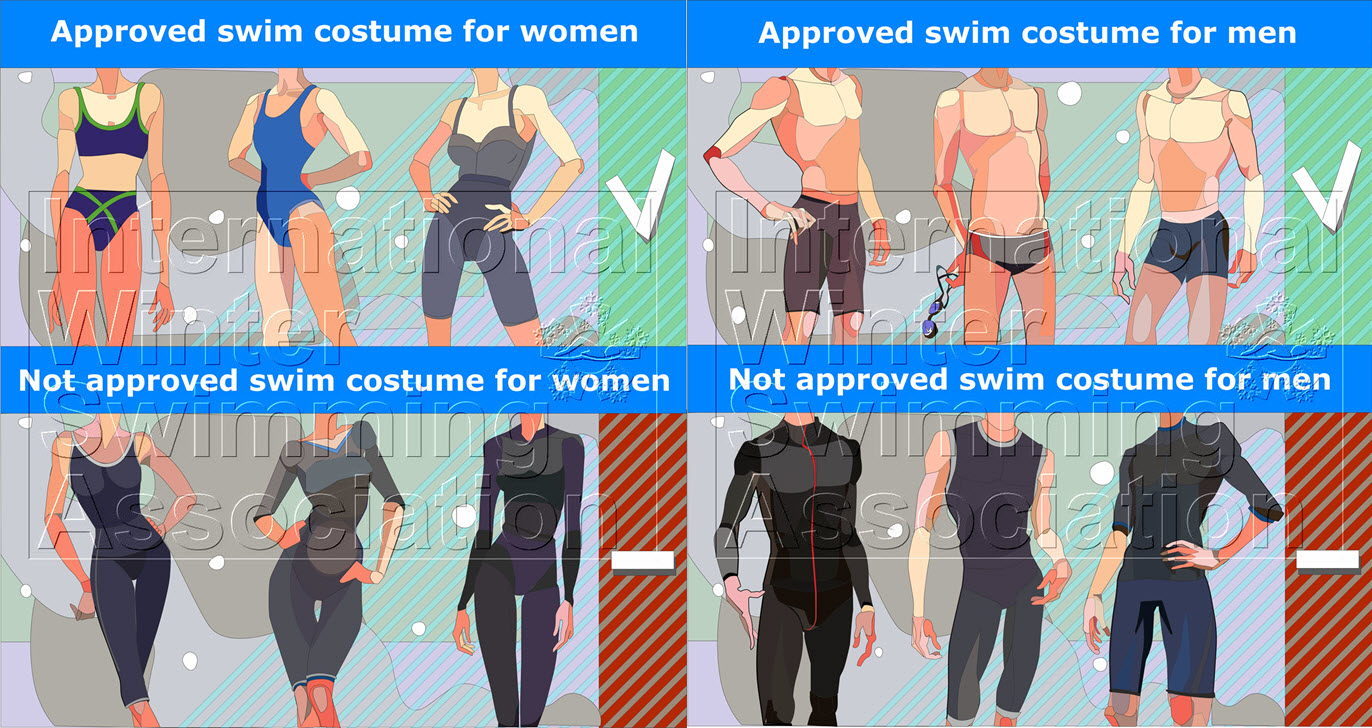 Approved swim costume for women
Approved swim costume for men
International
Winter
Swimming
Association
International
Winter
Swimming
Association
Not approved swim costume for women
Not approved swim costume for men